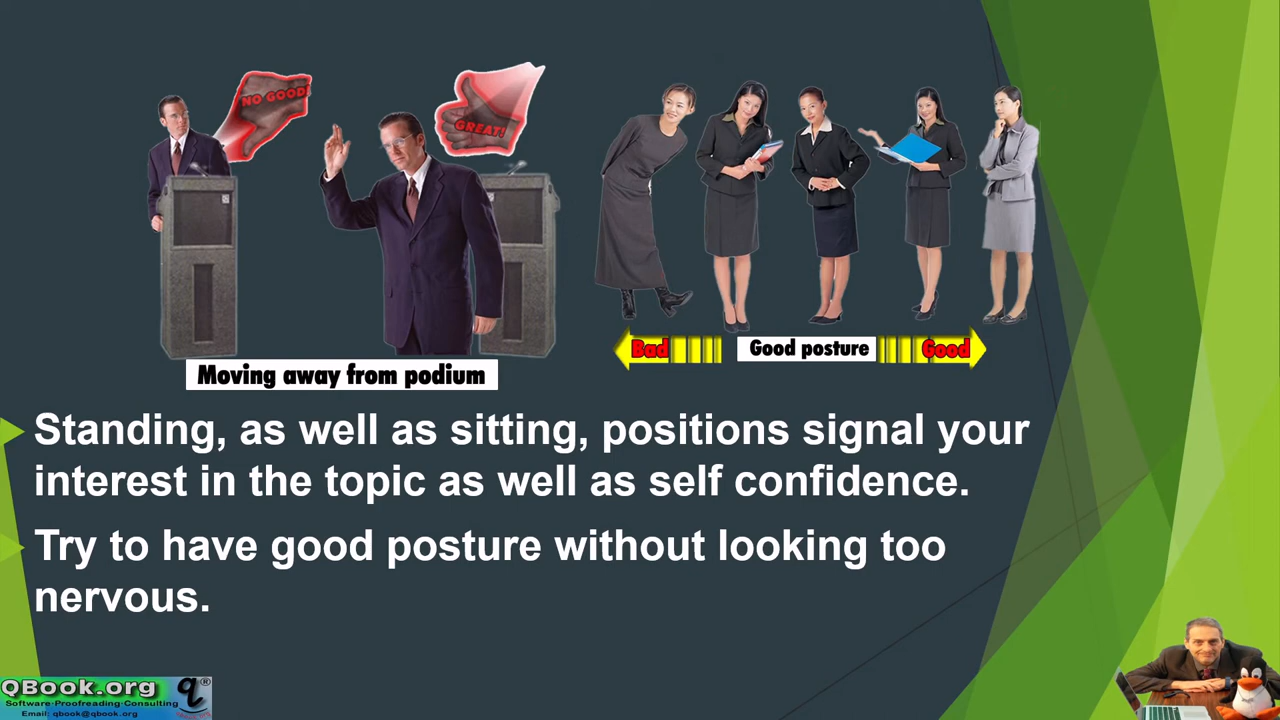 NO GOOD!
GREAT!
Moving away from podium
Bad
Good posture
Good
Standing, as well as sitting, positions signal your
interest in the topic as well as self confidence.
Try to have good posture without looking too
nervous.
QBook.org
q®
Software·Proofreading·Consulting
Email: qbook@qbook.org